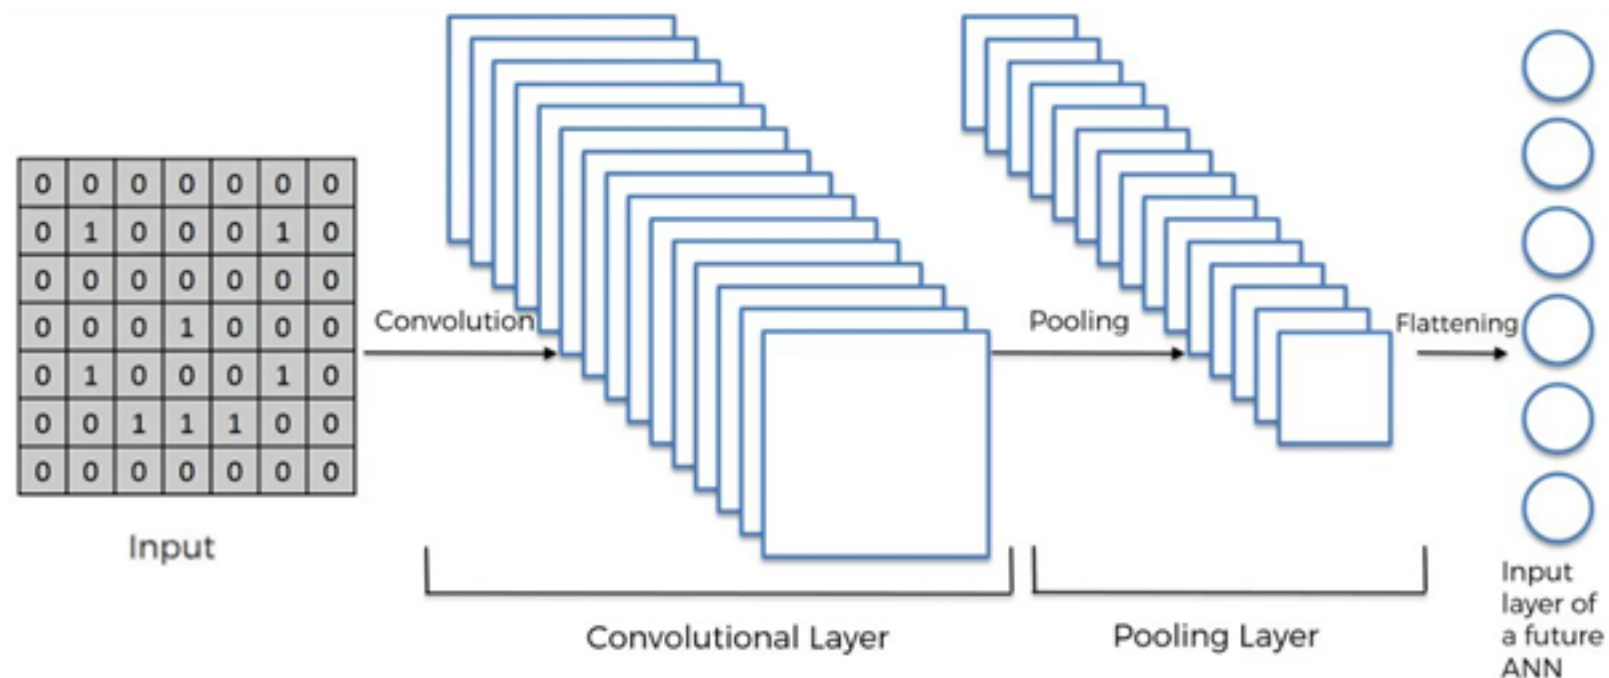 0 0 0 0 0 0 0
0 1 0 0 0 1 0
0 0 0 0 0 0 0
0 0 0 1 0 0 0
0 1 0 0 0 1 0
0 0 1 1 1 0 0
0 0 0 0 0 0 0
Input
Convolution
Convolutional Layer
Pooling
Pooling Layer
Flattening
Input
layer of
a future
ANN